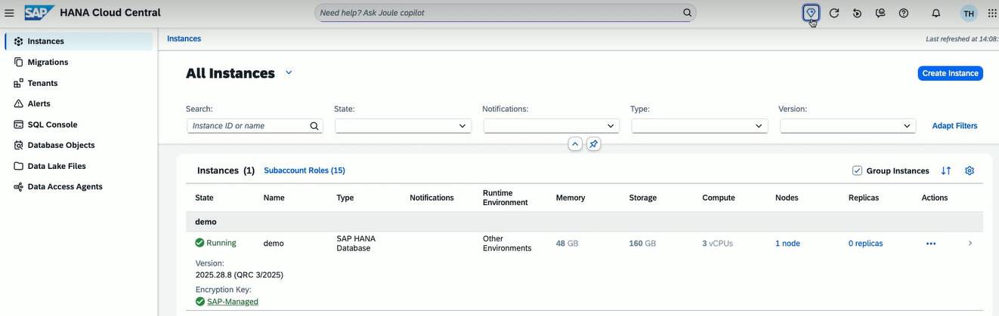 SAP HANA Cloud Central
Need help? Ask Joule copilot
TH
Instances
Migrations
Tenants
Alerts
SQL Console
Database Objects
Data Lake Files
Data Access Agents
Instances
Last refreshed at 14:08:
All Instances
Create Instance
Search: State: Notifications: Type: Version:
Instance ID or name
Adapt Filters
Instances (1) Subaccount Roles (15)
Group Instances
State Name Type Notifications Runtime Environment Memory Storage Compute Nodes Replicas Actions
demo
Running demo SAP HANA Database Other Environments 48 GB 160 GB 3 vCPUs 1 node 0 replicas
Version:
2025.28.8 (QRC 3/2025)
Encryption Key:
SAP-Managed